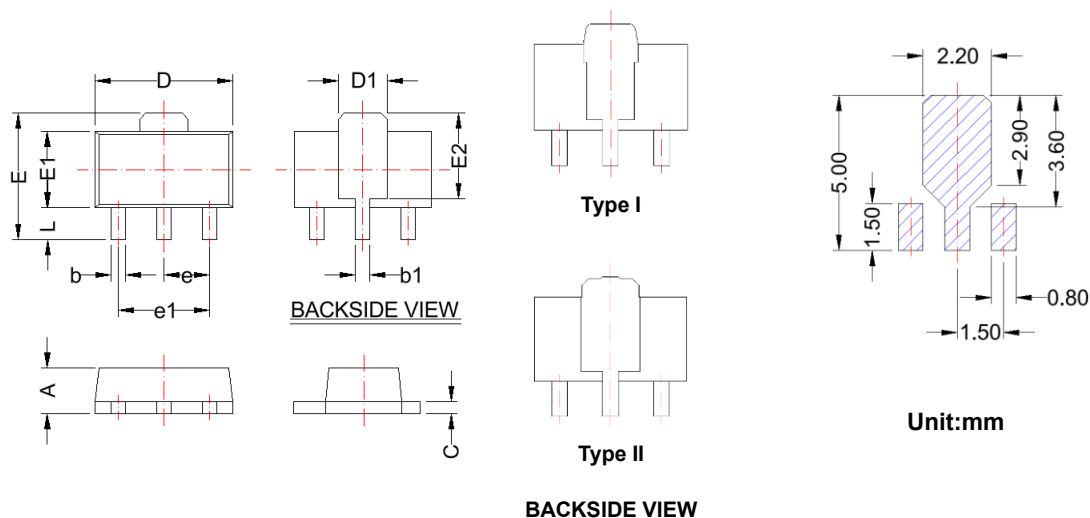 D
E
E1
L
b
e
e1
A
D1
E2
b1
BACKSIDE VIEW
C
Type I
Type II
BACKSIDE VIEW
2.20
5.00
1.50
2.90
3.60
0.80
1.50
Unit:mm